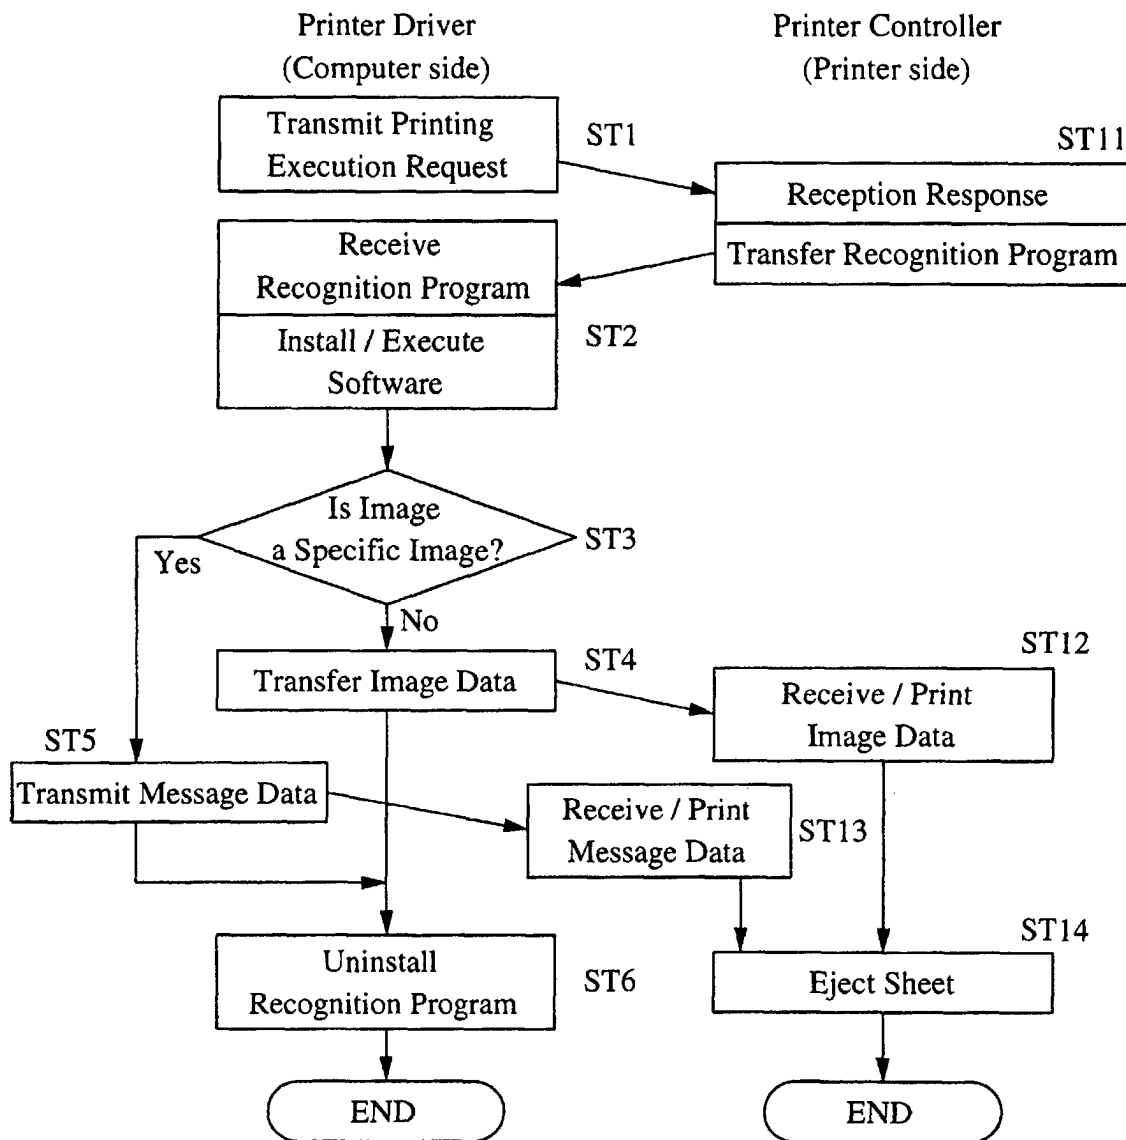 Printer Driver
(Computer side)
Printer Controller
(Printer side)
Transmit Printing
Execution Request
ST1
ST11
Reception Response
Transfer Recognition Program
Receive
Recognition Program
Install / Execute
Software
ST2
Is Image
a Specific Image?
ST3
Yes
No
Transfer Image Data
ST4
ST12
Receive / Print
Image Data
ST5
Transmit Message Data
Receive / Print
Message Data
ST13
Uninstall
Recognition Program
ST6
ST14
Eject Sheet
END
END